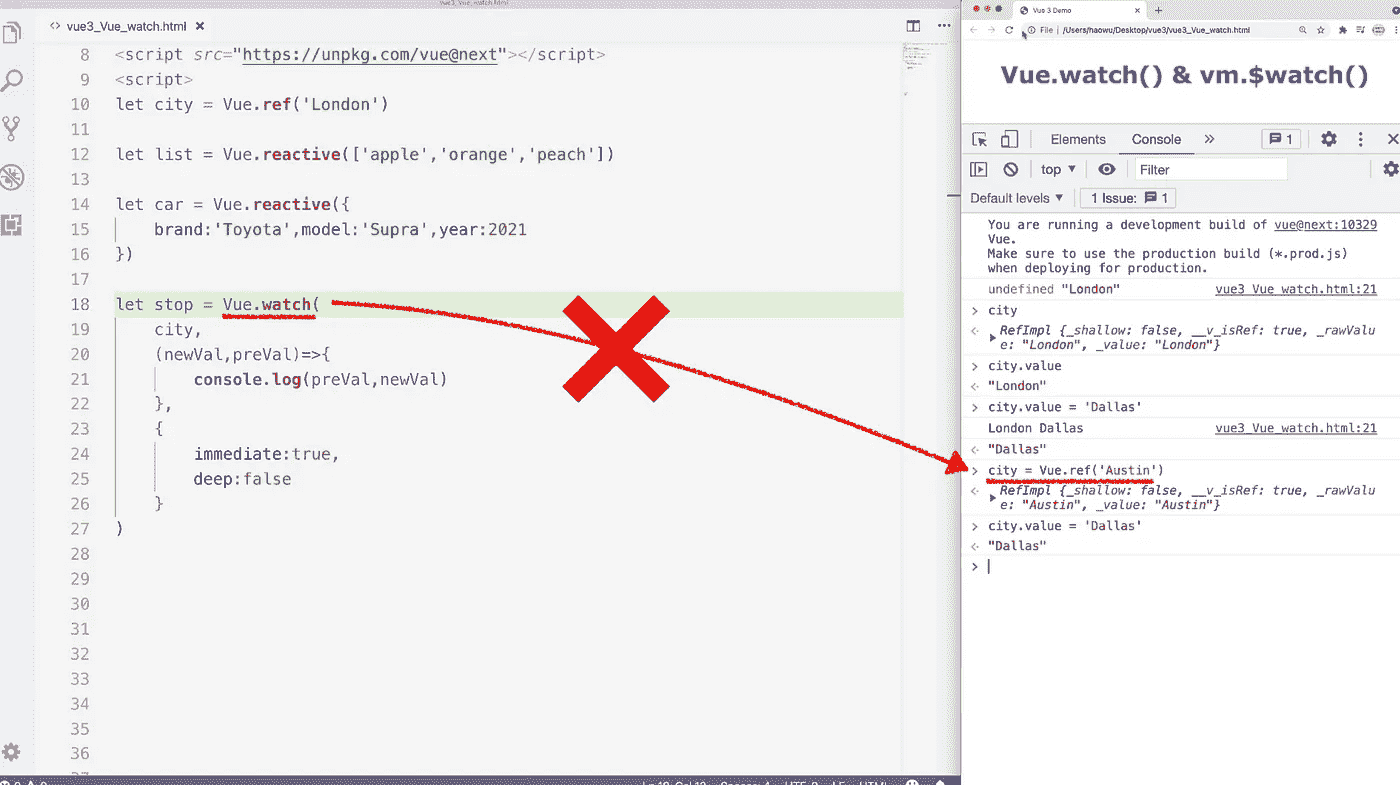 vue3_Vue_watch.html
vue3_Vue_watch.html
8 <script src="https://unpkg.com/vue@next"></script>
9 <script>
10 let city = Vue.ref('London')
11
12 let list = Vue.reactive(['apple','orange','peach'])
13
14 let car = Vue.reactive({
15 brand:'Toyota',model:'Supra',year:2021
16 })
17
18 let stop = Vue.watch(
19 city,
20 (newVal,preVal)=>{
21 console.log(preVal,newVal)
22 },
23 {
24 immediate:true,
25 deep:false
26 }
27 )
28
29
30
31
32
33
34
35
36
Vue 3 Demo
File | /Users/haowu/Desktop/vue3/vue3_Vue_watch.html
Vue.watch() & vm.$watch()
Elements Console » 1
top ▼ Filter
Default levels ▼ 1 Issue: 1
You are running a development build of vue@next:10329
Vue.
Make sure to use the production build (*.prod.js)
when deploying for production.
undefined "London" vue3_Vue_watch.html:21
> city
RefImpl {_shallow: false, __v_isRef: true, _rawValu
e: "London", _value: "London"}
> city.value
"London"
> city.value = 'Dallas'
London Dallas vue3_Vue_watch.html:21
"Dallas"
> city = Vue.ref('Austin')
RefImpl {_shallow: false, __v_isRef: true, _rawValu
e: "Austin", _value: "Austin"}
> city.value = 'Dallas'
"Dallas"
>